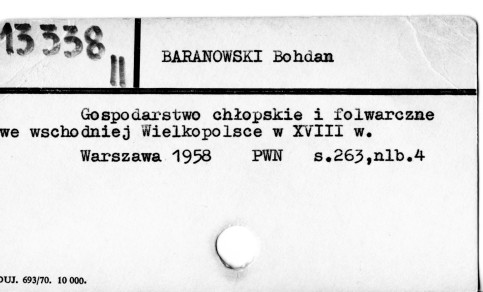 13338
II
BARANOWSKI Bohdan
Gospodarstwo chłopskie i folwarczne
we wschodniej Wielkopolsce w XVIII w.
Warszawa 1958 PWN s.263,nlb.4
DUJ. 693/70. 10 000.